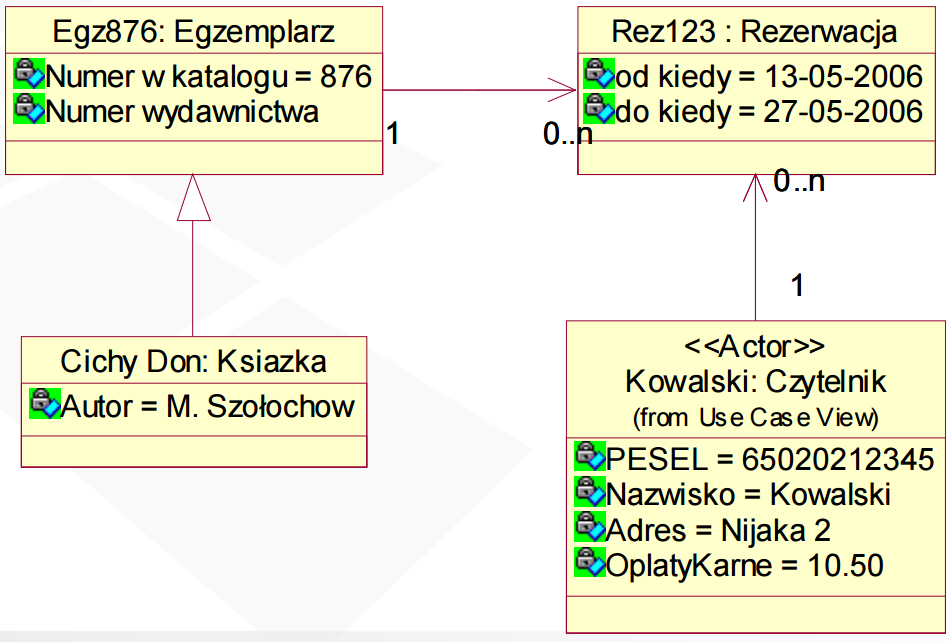 Egz876: Egzemplarz
Numer w katalogu = 876
Numer wydawnictwa
1
0..n
Rez123 : Rezerwacja
od kiedy = 13-05-2006
do kiedy = 27-05-2006
0..n
1
Cichy Don: Ksiazka
Autor = M. Szołochow
<<Actor>>
Kowalski: Czytelnik
(from Use Case View)
PESEL = 65020212345
Nazwisko = Kowalski
Adres = Nijaka 2
OplatyKarne = 10.50